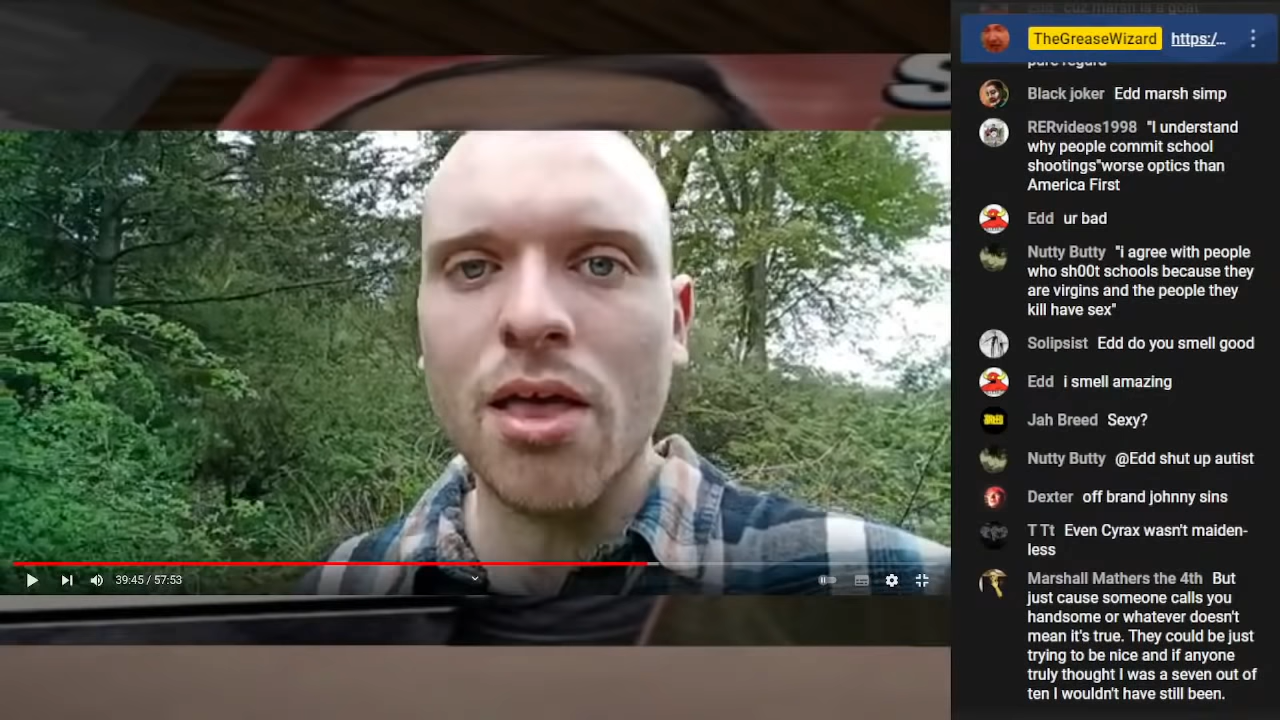 S
39:45 / 57:53
Edd cuz marsh is a goat
TheGreaseWizard https:/...
pure regard
Black joker Edd marsh simp
RERvideos1998 "I understand
why people commit school
shootings"worse optics than
America First
Edd ur bad
Nutty Butty "i agree with people
who sh00t schools because they
are virgins and the people they
kill have sex"
Solipsist Edd do you smell good
Edd i smell amazing
Jah Breed Sexy?
Nutty Butty @Edd shut up autist
Dexter off brand johnny sins
T Tt Even Cyrax wasn't maiden-
less
Marshall Mathers the 4th But
just cause someone calls you
handsome or whatever doesn't
mean it's true. They could be just
trying to be nice and if anyone
truly thought I was a seven out of
ten I wouldn't have still been.